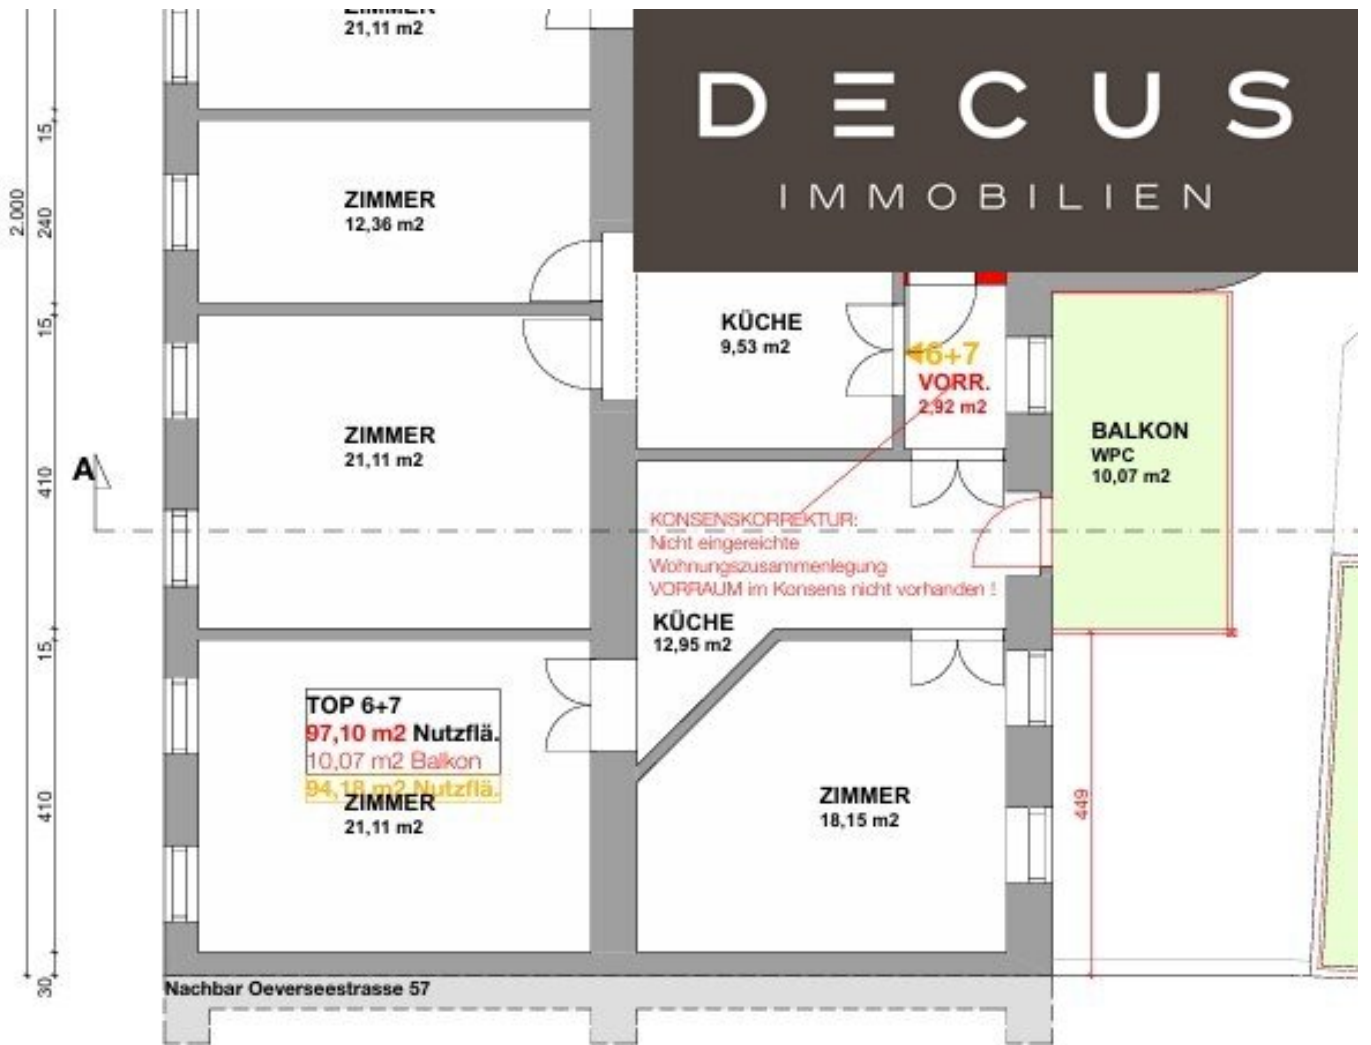 ZIMMER
21,11 m2
DECUS
IMMOBILIEN
15
ZIMMER
12,36 m2
2.000
240
15
KÜCHE
9,53 m2
6+7
VORR.
2,92 m2
ZIMMER
21,11 m2
BALKON
WPC
10,07 m2
A
410
KONSENSKORREKTUR:
Nicht eingereichte
Wohnungszusammenlegung
VORRAUM im Konsens nicht vorhanden !
KÜCHE
12,95 m2
15
TOP 6+7
97,10 m2 Nutzflä.
10,07 m2 Balkon
94,18 m2 Nutzflä.
ZIMMER
21,11 m2
410
ZIMMER
18,15 m2
449
30
Nachbar Oeverseestrasse 57